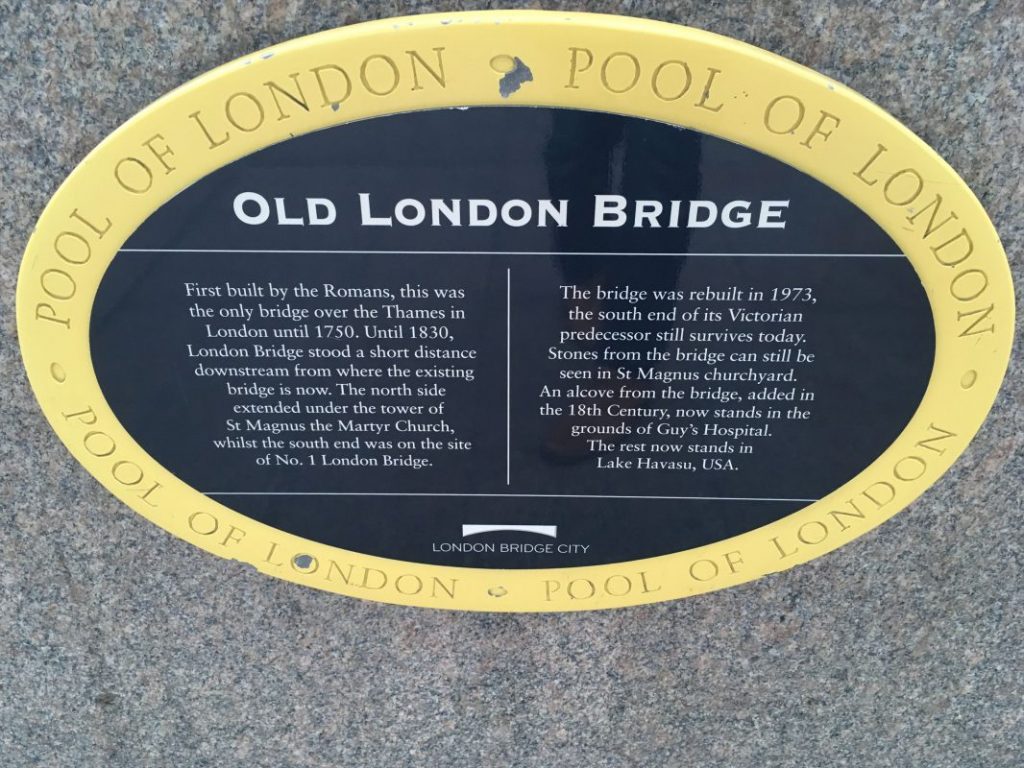 POOL OF LONDON
POOL OF LONDON
OLD LONDON BRIDGE
First built by the Romans, this was
the only bridge over the Thames in
London until 1750. Until 1830,
London Bridge stood a short distance
downstream from where the existing
bridge is now. The north side
extended under the tower of
St Magnus the Martyr Church,
whilst the south end was on the site
of No. 1 London Bridge.
The bridge was rebuilt in 1973,
the south end of its Victorian
predecessor still survives today.
Stones from the bridge can still be
seen in St Magnus churchyard.
An alcove from the bridge, added in
the 18th Century, now stands in the
grounds of Guy's Hospital.
The rest now stands in
Lake Havasu, USA.
LONDON BRIDGE CITY
POOL OF LONDON
POOL OF LONDON